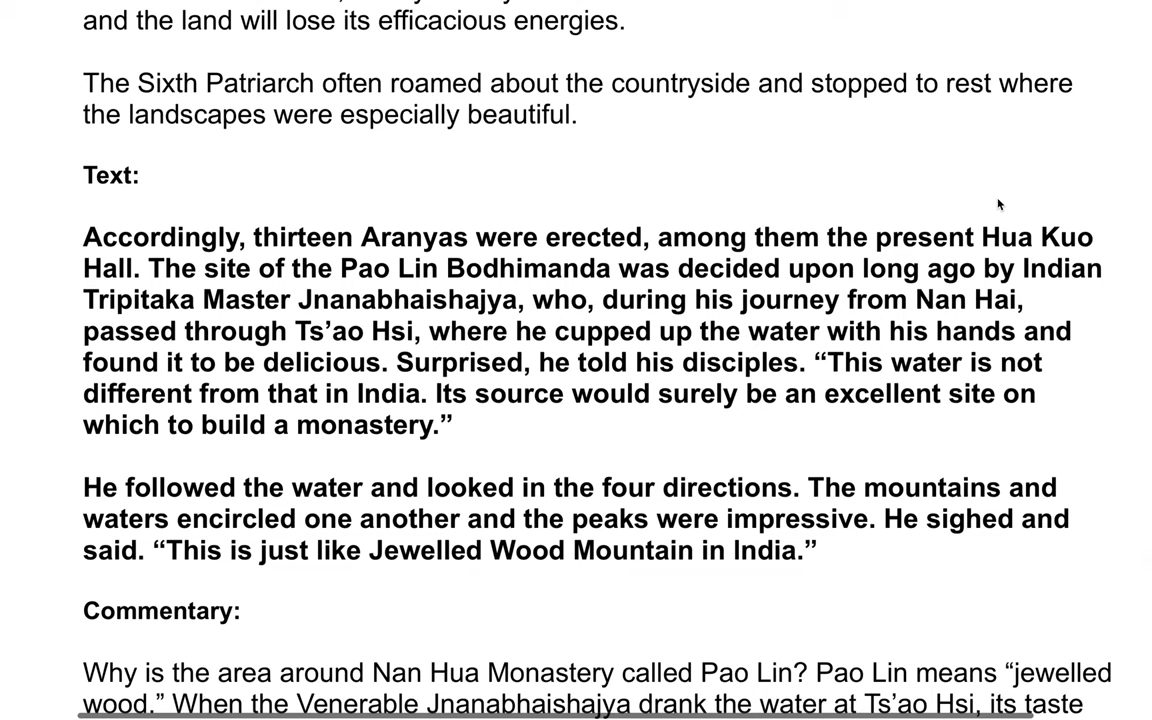 and the land will lose its efficacious energies.
The Sixth Patriarch often roamed about the countryside and stopped to rest where
the landscapes were especially beautiful.
Text:
Accordingly, thirteen Aranyas were erected, among them the present Hua Kuo
Hall. The site of the Pao Lin Bodhimanda was decided upon long ago by Indian
Tripitaka Master Jnanabhaishajya, who, during his journey from Nan Hai,
passed through Ts’ao Hsi, where he cupped up the water with his hands and
found it to be delicious. Surprised, he told his disciples. “This water is not
different from that in India. Its source would surely be an excellent site on
which to build a monastery.”
He followed the water and looked in the four directions. The mountains and
waters encircled one another and the peaks were impressive. He sighed and
said. “This is just like Jewelled Wood Mountain in India.”
Commentary:
Why is the area around Nan Hua Monastery called Pao Lin? Pao Lin means “jewelled
wood.” When the Venerable Jnanabhaishajya drank the water at Ts’ao Hsi, its taste